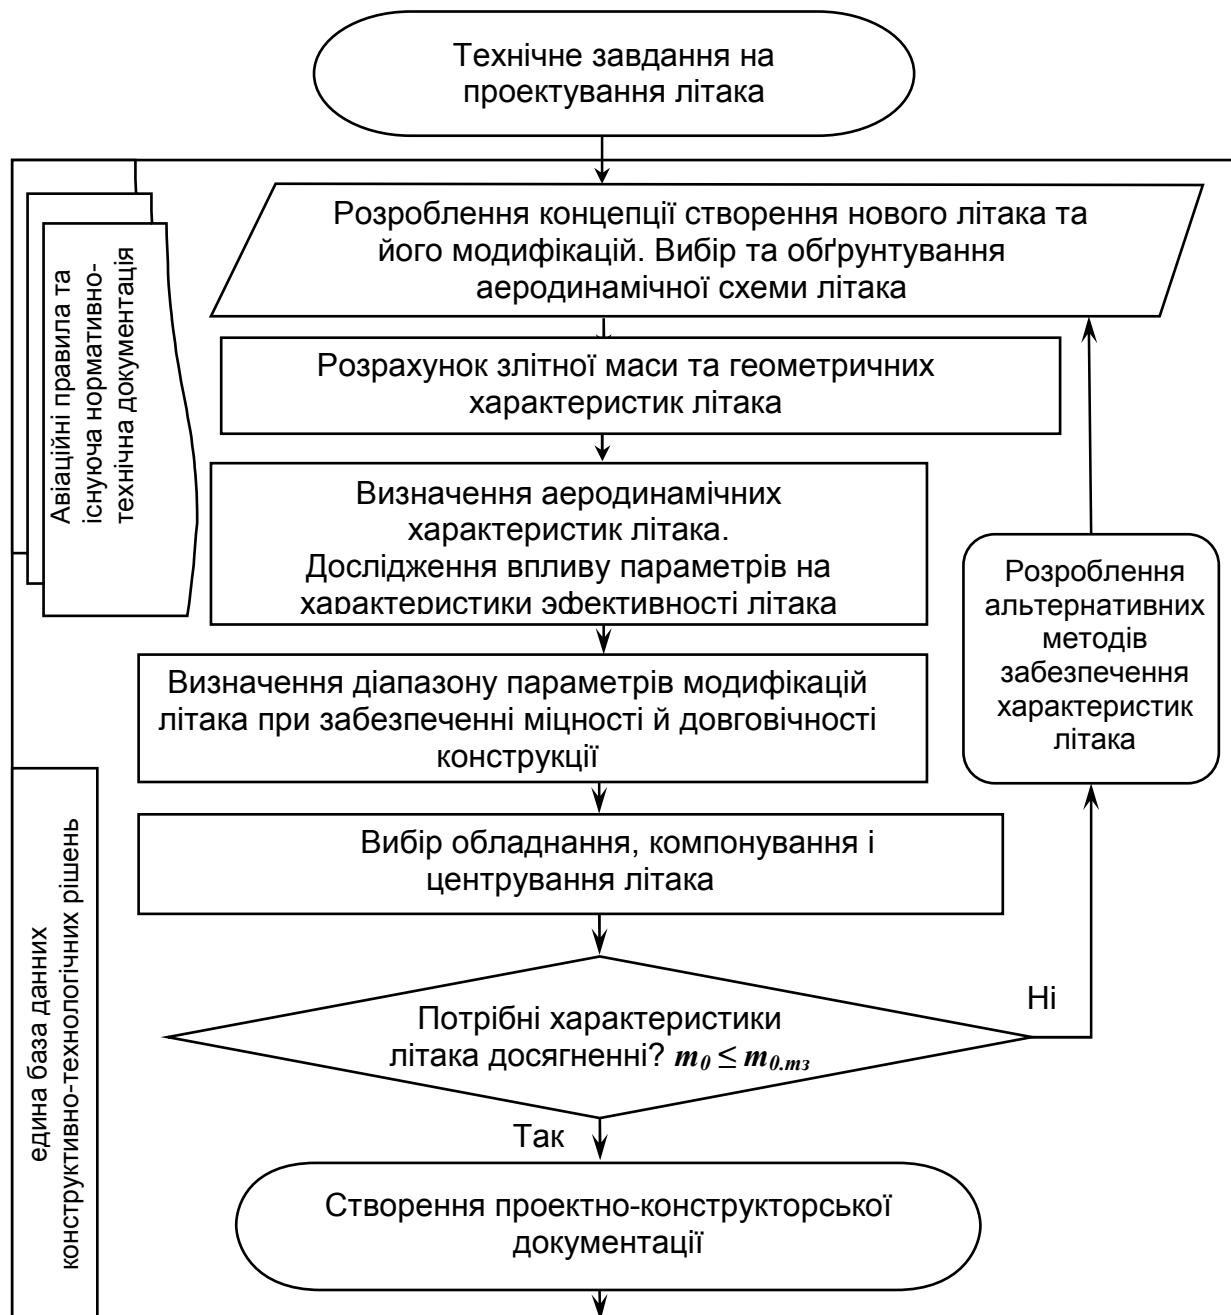 Технічне завдання на
проектування літака
Розроблення концепції створення нового літака та
його модифікацій. Вибір та обґрунтування
аеродинамічної схеми літака
Авіаційні правила та
існуюча нормативно-
технічна документація
Розрахунок злітної маси та геометричних
характеристик літака
Визначення аеродинамічних
характеристик літака.
Дослідження впливу параметрів на
характеристики эфективності літака
Розроблення
альтернативних
методів
забезпечення
характеристик
літака
Визначення діапазону параметрів модифікацій
літака при забезпеченні міцності й довговічності
конструкції
Вибір обладнання, компонування і
центрування літака
едина база данних
конструктивно-технологічних рішень
Ні
Потрібні характеристики
літака досягненні? m₀ ≤ m₀.тз
Так
Створення проектно-конструкторської
документації